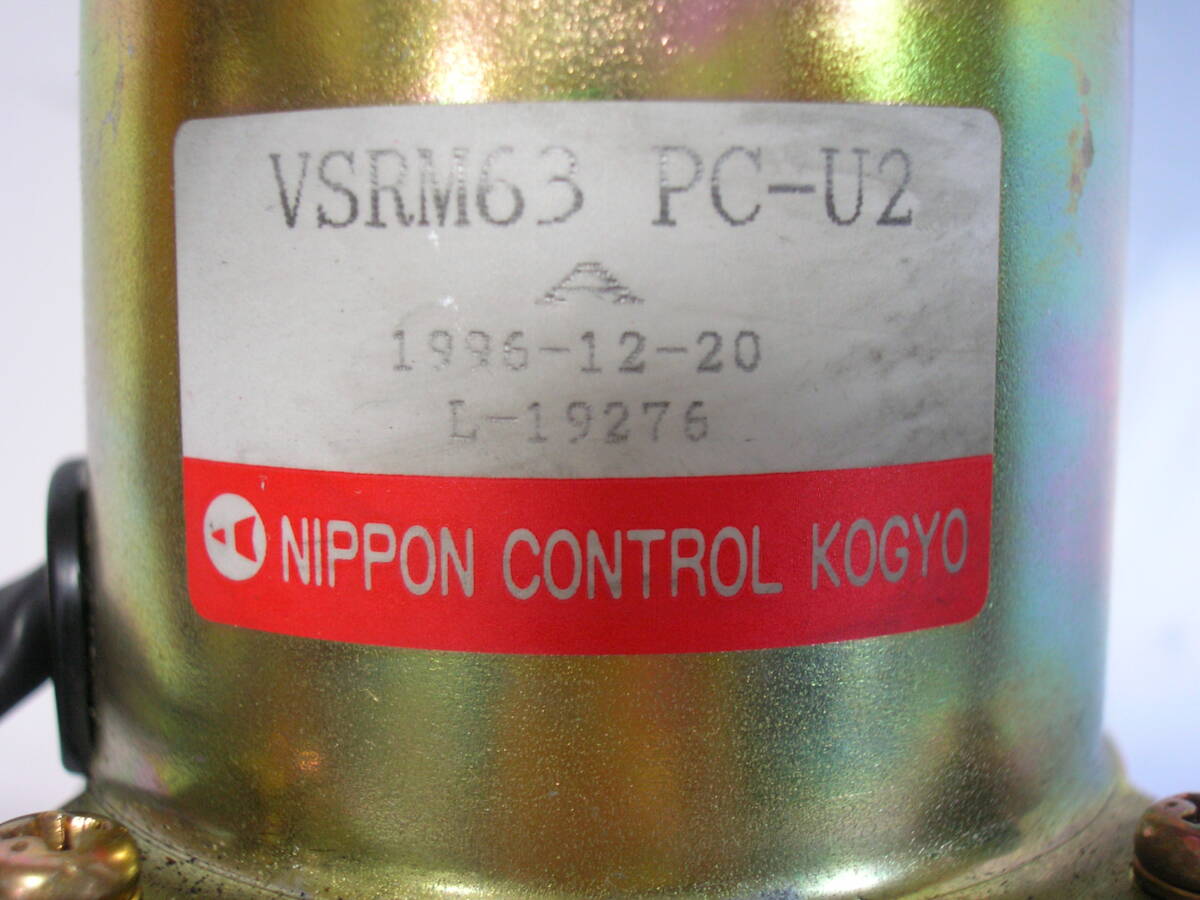 VSRM63 PC-U2
A
1996-12-20
L-19276
NIPPON CONTROL KOGYO